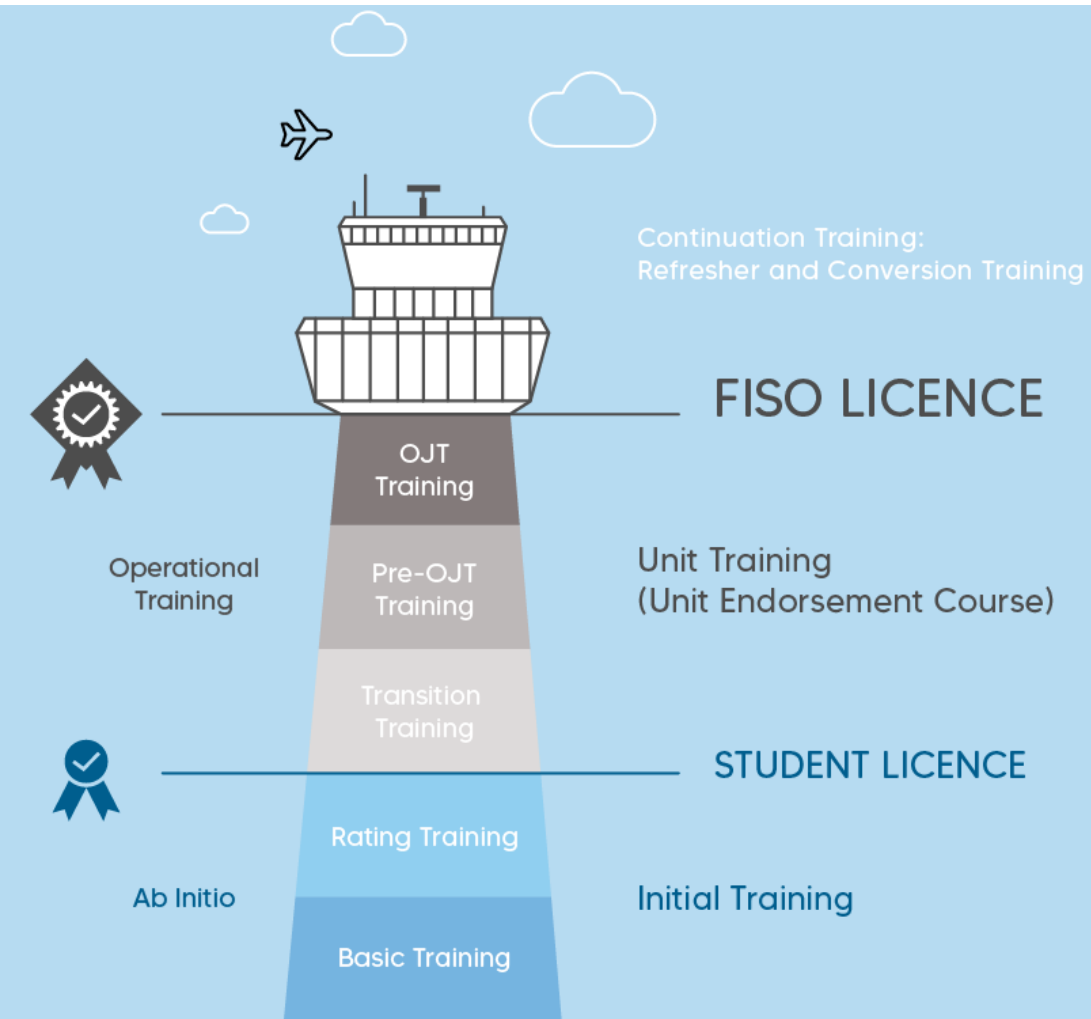 Continuation Training:
Refresher and Conversion Training
FISO LICENCE
OJT
Training
Operational
Training
Pre-OJT
Training
Unit Training
(Unit Endorsement Course)
Transition
Training
STUDENT LICENCE
Rating Training
Ab Initio
Initial Training
Basic Training